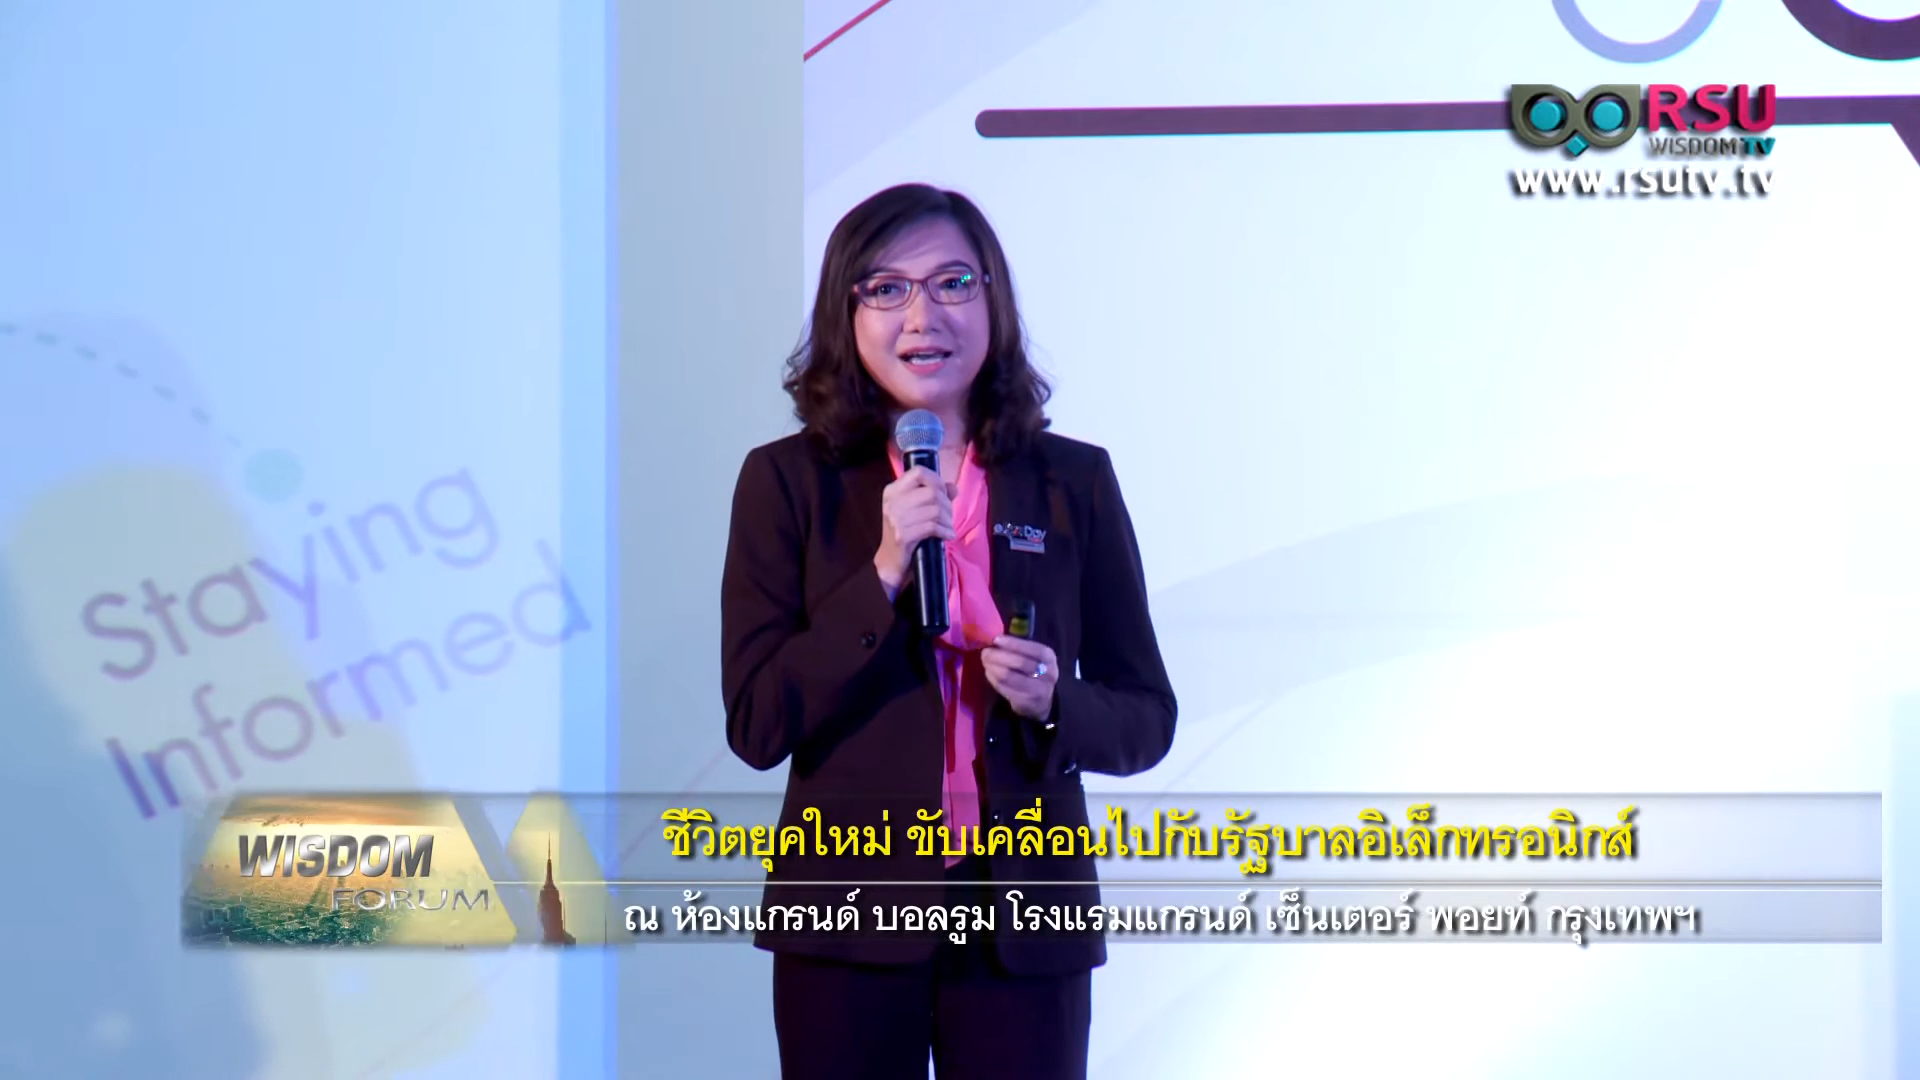 RSU
WISDOM TV
www.rsutv.tv
Staying
Informed
WISDOM
FORUM
ชีวิตยุคใหม่ ขับเคลื่อนไปกับรัฐบาลอิเล็กทรอนิกส์
ณ ห้องแกรนด์ บอลรูม โรงแรมแกรนด์ เซ็นเตอร์ พอยท์ กรุงเทพฯ